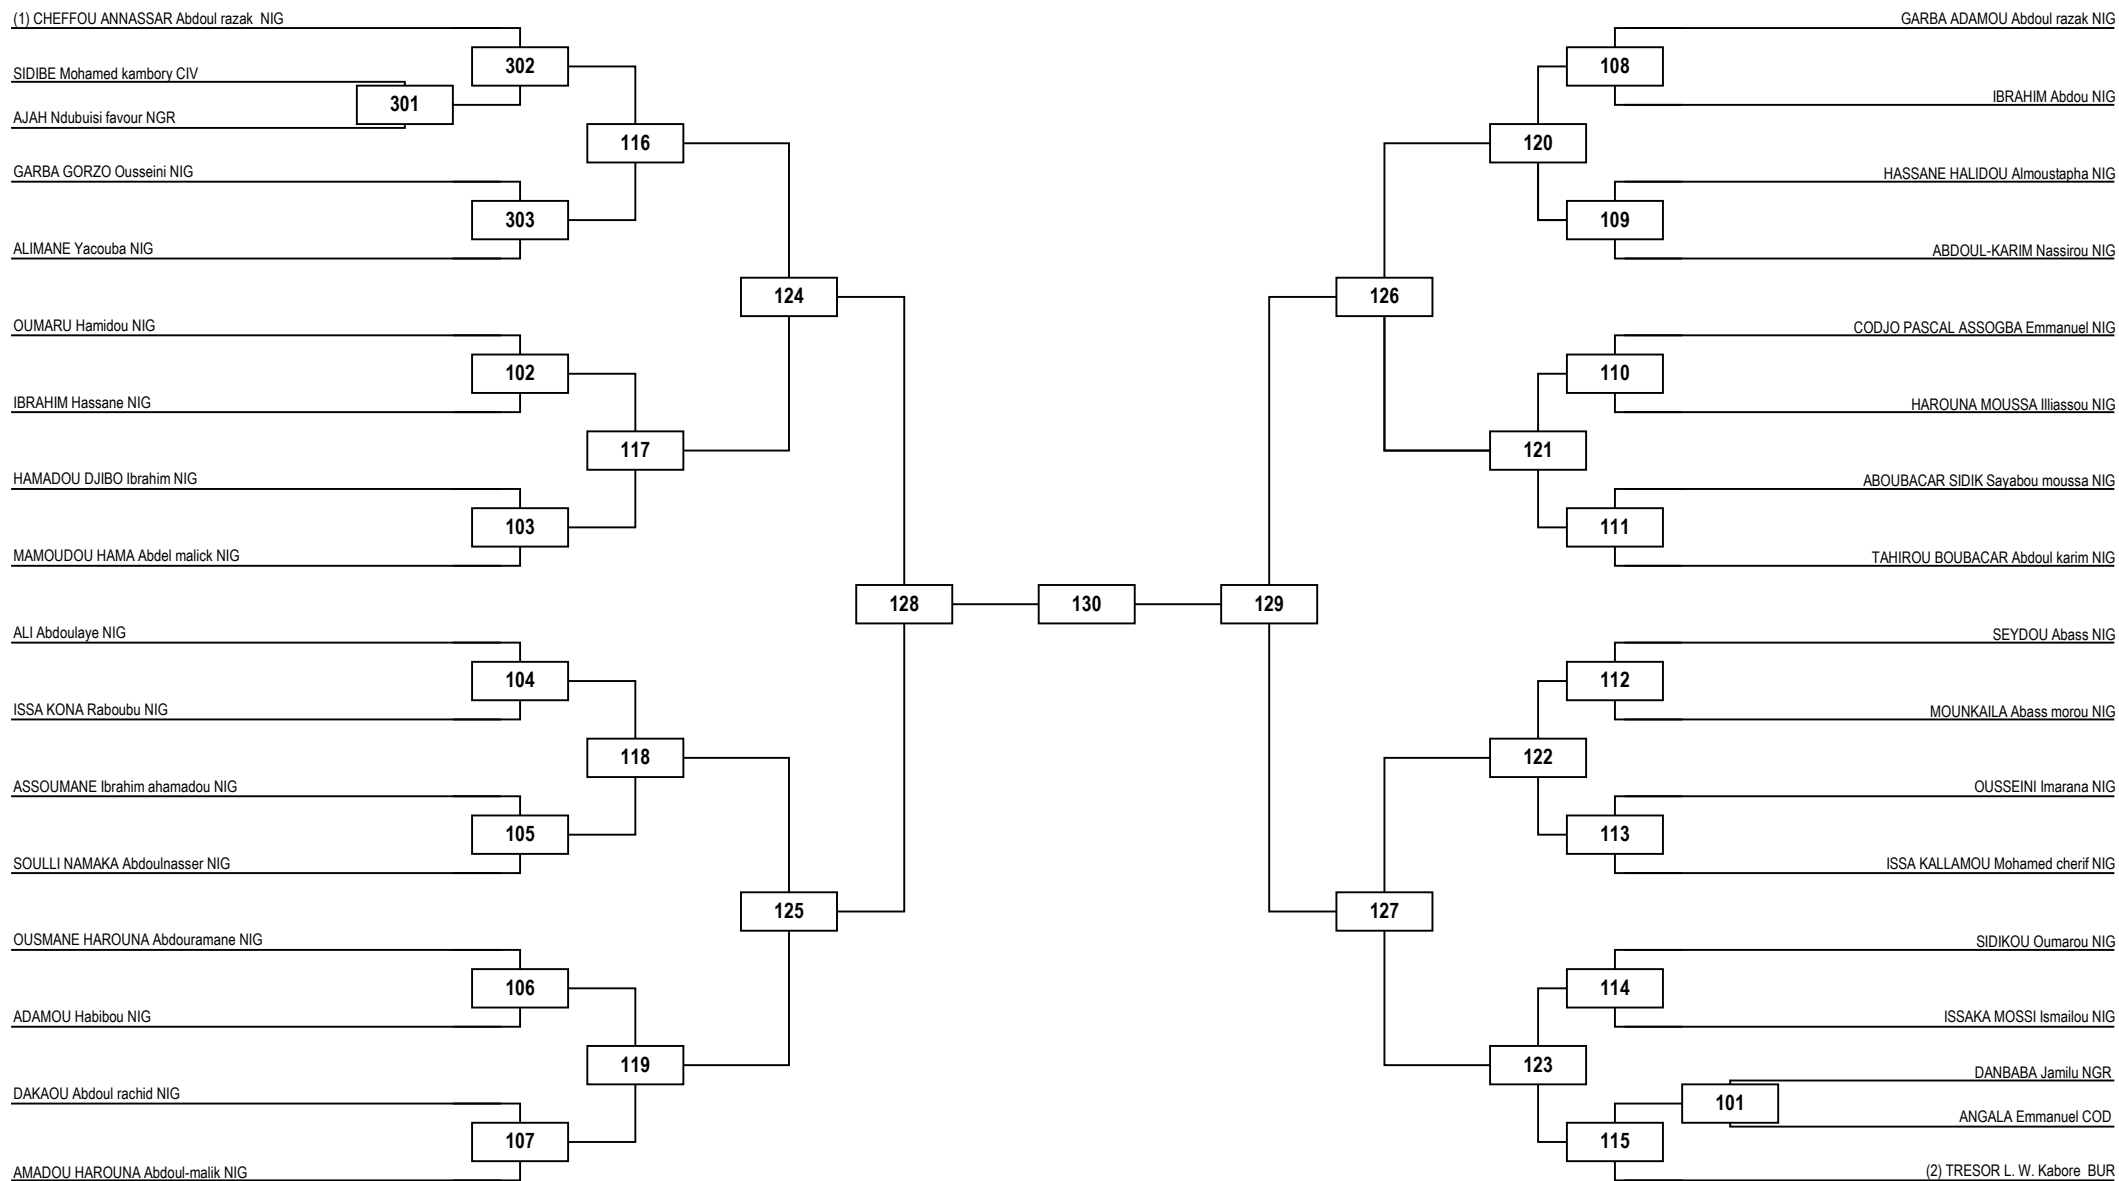 (1) CHEFFOU ANNASSAR Abdoul razak NIG
302
SIDIBE Mohamed kambory CIV
301
AJAH Ndubuisi favour NGR
116
GARBA GORZO Ousseini NIG
303
ALIMANE Yacouba NIG
124
OUMARU Hamidou NIG
102
IBRAHIM Hassane NIG
117
HAMADOU DJIBO Ibrahim NIG
103
MAMOUDOU HAMA Abdel malick NIG
128
ALI Abdoulaye NIG
104
ISSA KONA Raboubu NIG
118
ASSOUMANE Ibrahim ahamadou NIG
105
SOULLI NAMAKA Abdoulnasser NIG
125
OUSMANE HAROUNA Abdouramane NIG
106
ADAMOU Habibou NIG
119
DAKAOU Abdoul rachid NIG
107
AMADOU HAROUNA Abdoul-malik NIG
130
GARBA ADAMOU Abdoul razak NIG
108
IBRAHIM Abdou NIG
120
HASSANE HALIDOU Almoustapha NIG
109
ABDOUL-KARIM Nassirou NIG
126
CODJO PASCAL ASSOGBA Emmanuel NIG
110
HAROUNA MOUSSA Illiassou NIG
121
ABOUBACAR SIDIK Sayabou moussa NIG
111
TAHIROU BOUBACAR Abdoul karim NIG
129
SEYDOU Abass NIG
112
MOUNKAILA Abass morou NIG
122
OUSSEINI Imarana NIG
113
ISSA KALLAMOU Mohamed cherif NIG
127
SIDIKOU Oumarou NIG
114
ISSAKA MOSSI Ismailou NIG
123
DANBABA Jamilu NGR
101
ANGALA Emmanuel COD
115
(2) TRESOR L. W. Kabore BUR